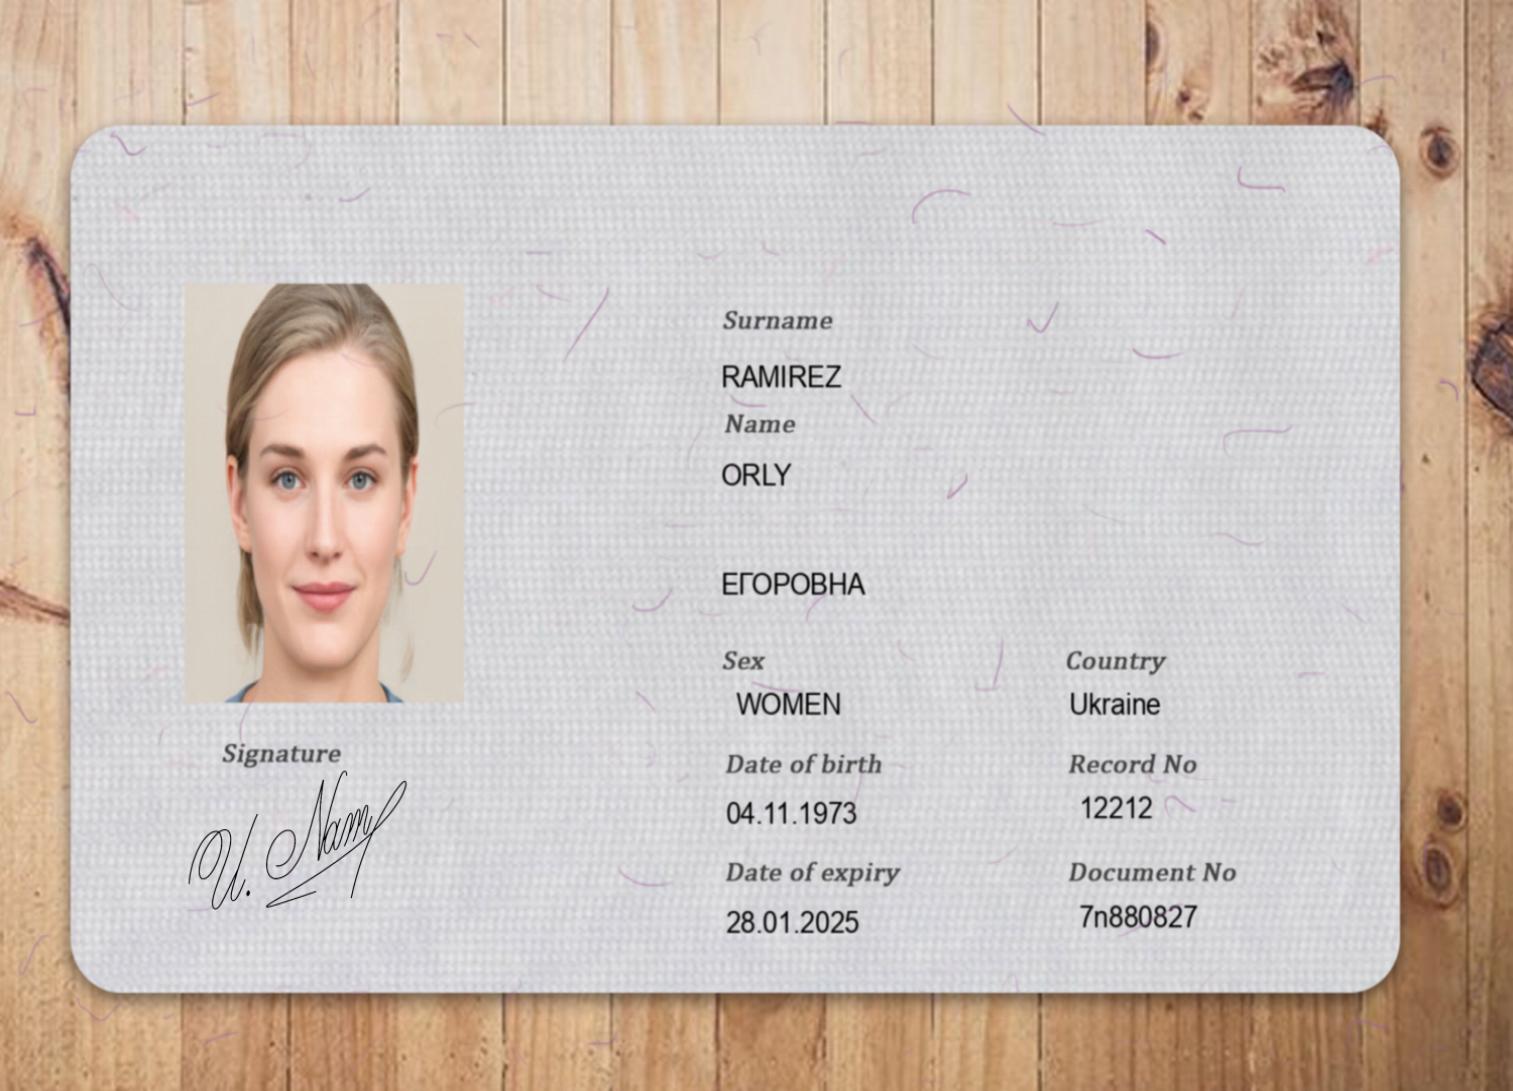 Surname
RAMIREZ
Name
ORLY
ЕГОРОВНА
Sex
WOMEN
Country
Ukraine
Date of birth
04.11.1973
Record No
12212
Date of expiry
28.01.2025
Document No
7n880827
Signature